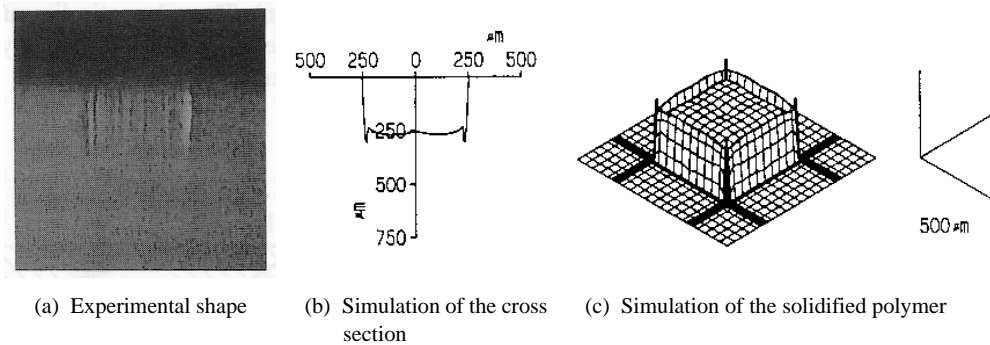 μm
500 250 0 250 500
250
500
μm
750
500 μm
(a) Experimental shape
(b) Simulation of the cross
section
(c) Simulation of the solidified polymer